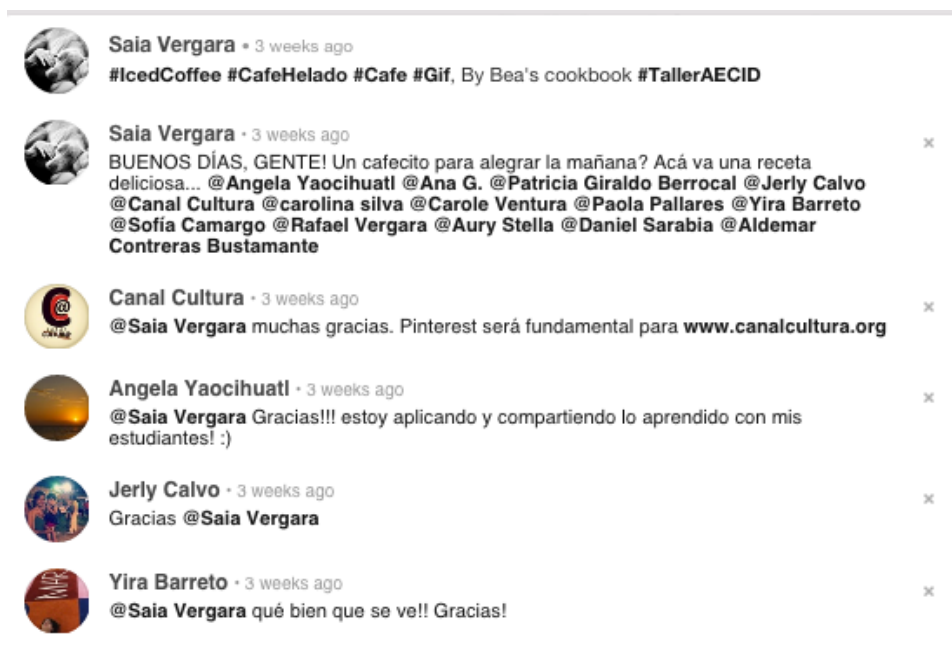 Saia Vergara • 3 weeks ago
#IcedCoffee #CafeHelado #Cafe #Gif, By Bea's cookbook #TallerAECID
Saia Vergara · 3 weeks ago
BUENOS DÍAS, GENTE! Un cafecito para alegrar la mañana? Acá va una receta
deliciosa... @Angela Yaocihuatl @Ana G. @Patricia Giraldo Berrocal @Jerly Calvo
@Canal Cultura @carolina silva @Carole Ventura @Paola Pallares @Yira Barreto
@Sofía Camargo @Rafael Vergara @Aury Stella @Daniel Sarabia @Aldemar
Contreras Bustamante
Canal Cultura · 3 weeks ago
@Saia Vergara muchas gracias. Pinterest será fundamental para www.canalcultura.org
Angela Yaocihuatl · 3 weeks ago
@Saia Vergara Gracias!!! estoy aplicando y compartiendo lo aprendido con mis
estudiantes! :)
Jerly Calvo · 3 weeks ago
Gracias @Saia Vergara
Yira Barreto · 3 weeks ago
@Saia Vergara qué bien que se ve!! Gracias!